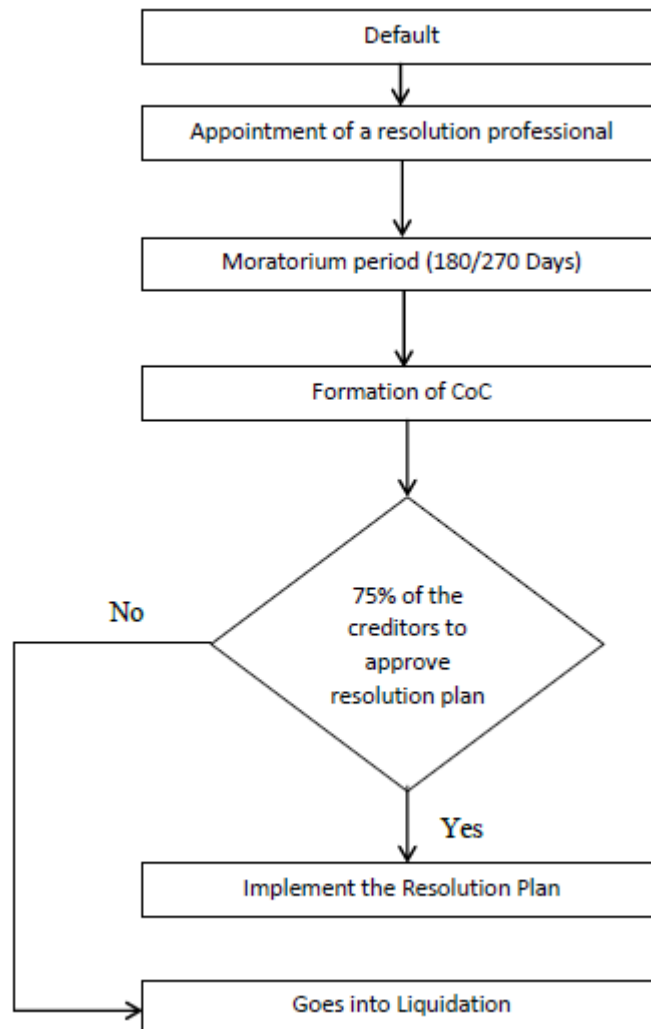 Default
Appointment of a resolution professional
Moratorium period (180/270 Days)
Formation of CoC
No
75% of the
creditors to
approve
resolution plan
Yes
Implement the Resolution Plan
Goes into Liquidation